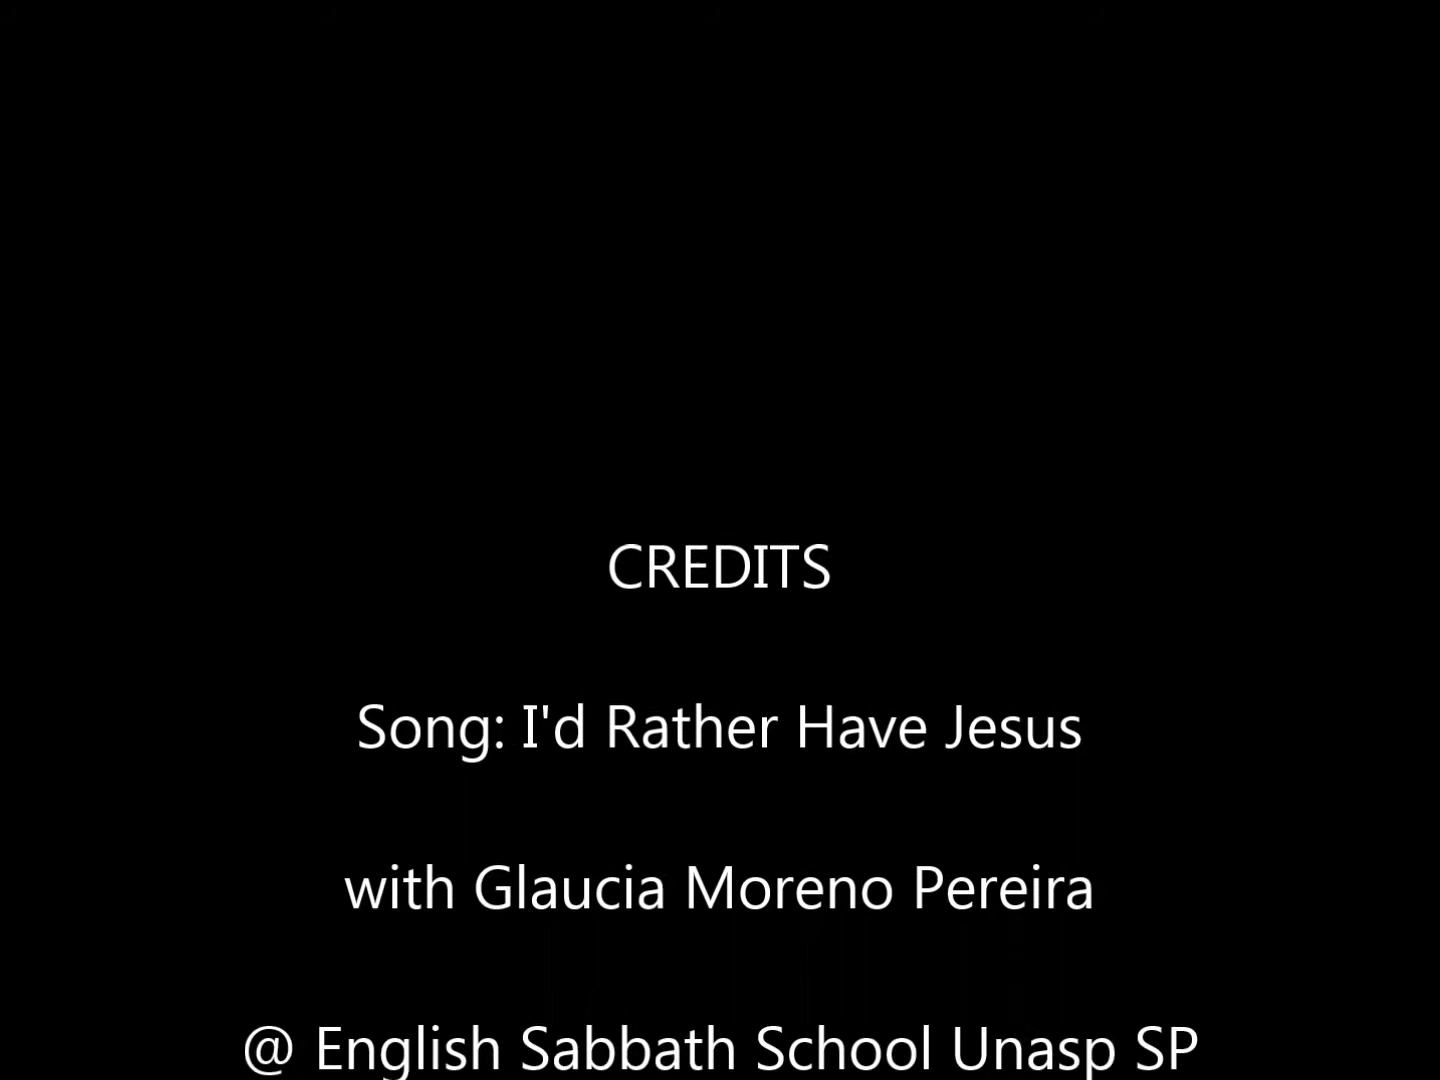 CREDITS
Song: I'd Rather Have Jesus
with Glaucia Moreno Pereira
@ English Sabbath School Unasp SP